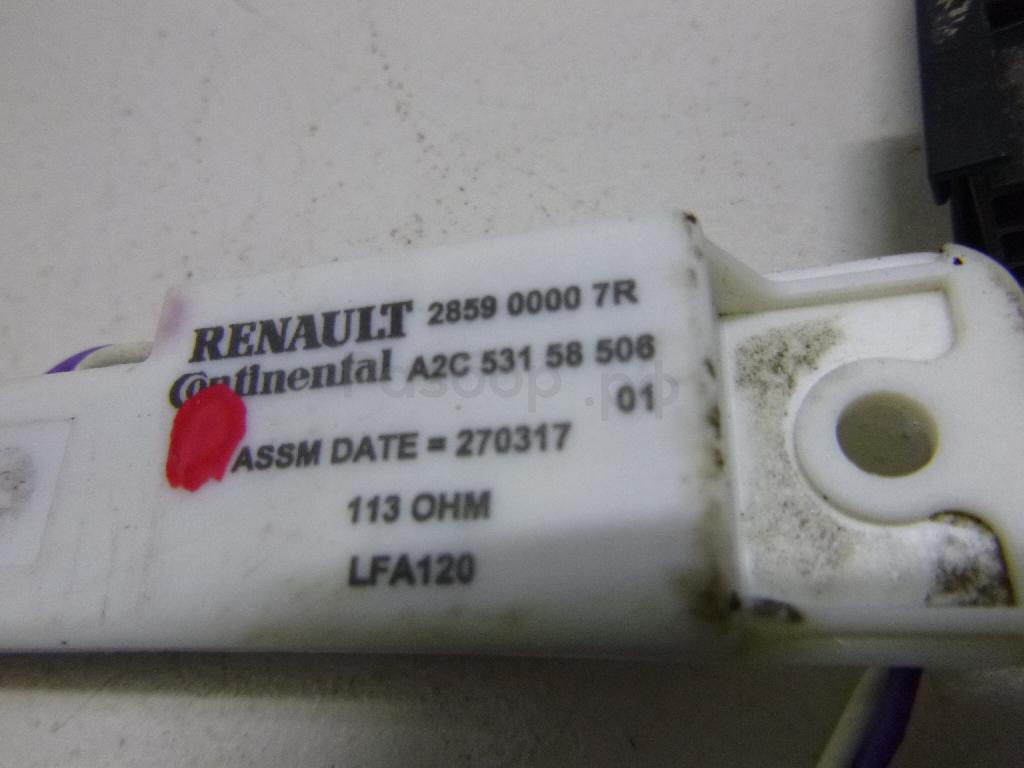 RENAULT 2859 0000 7R
Continental A2C 531 58 506
01
ASSM DATE = 270317
113 OHM
LFA120